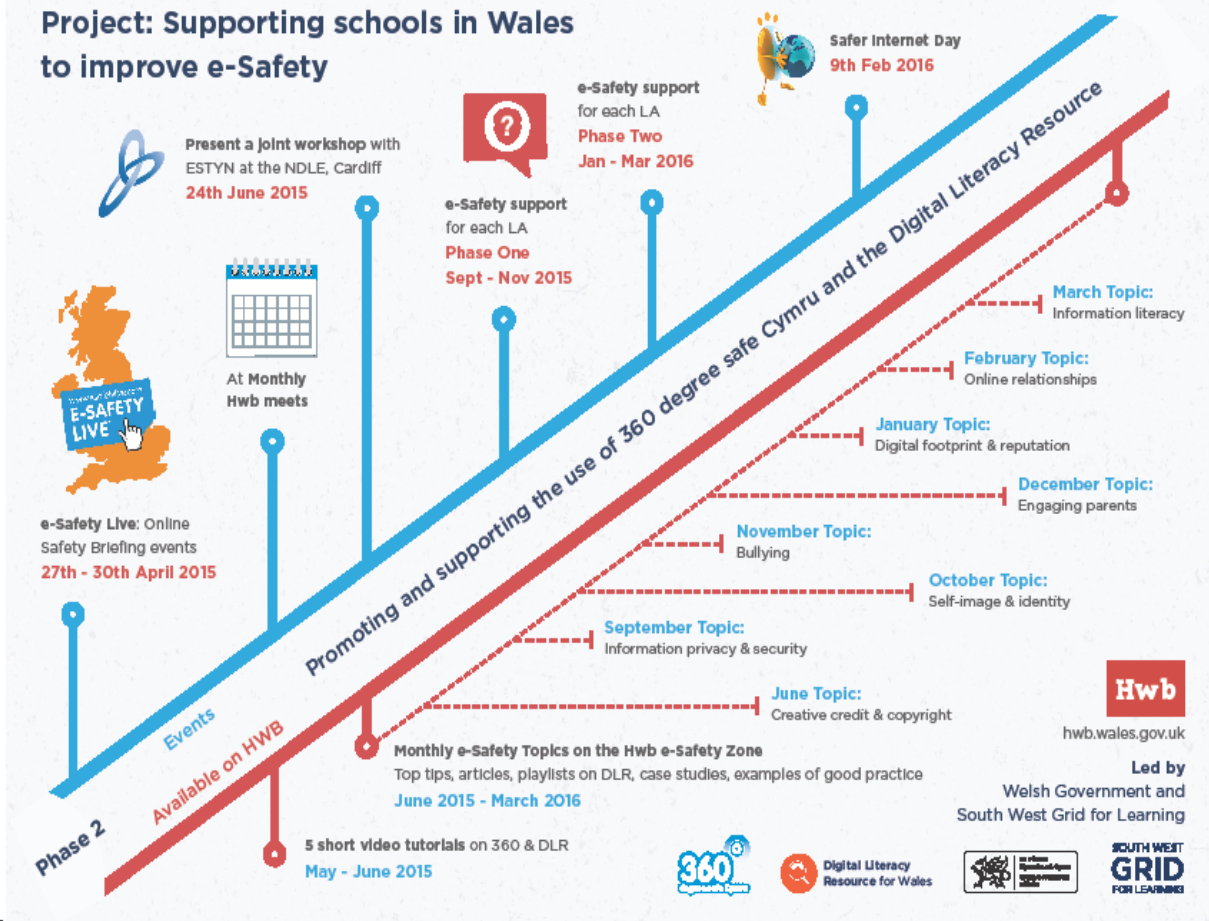 Project: Supporting schools in Wales
to improve e-Safety
Present a joint workshop with
ESTYN at the NDLE, Cardiff
24th June 2015
e-Safety support
for each LA
Phase One
Sept - Nov 2015
e-Safety support
for each LA
Phase Two
Jan - Mar 2016
Safer Internet Day
9th Feb 2016
At Monthly
Hwb meets
E-SAFETY
LIVE
e-Safety Live: Online
Safety Briefing events
27th - 30th April 2015
Promoting and supporting the use of 360 degree safe Cymru and the Digital Literacy Resource
Events
Available on HWB
Phase 2
March Topic:
Information literacy
February Topic:
Online relationships
January Topic:
Digital footprint & reputation
December Topic:
Engaging parents
November Topic:
Bullying
October Topic:
Self-image & identity
September Topic:
Information privacy & security
June Topic:
Creative credit & copyright
Monthly e-Safety Topics on the Hwb e-Safety Zone
Top tips, articles, playlists on DLR, case studies, examples of good practice
June 2015 - March 2016
5 short video tutorials on 360 & DLR
May - June 2015
Hwb
hwb.wales.gov.uk
Led by
Welsh Government and
South West Grid for Learning
360
Digital Literacy
Resource for Wales
SOUTH WEST
GRID
FOR LEARNING